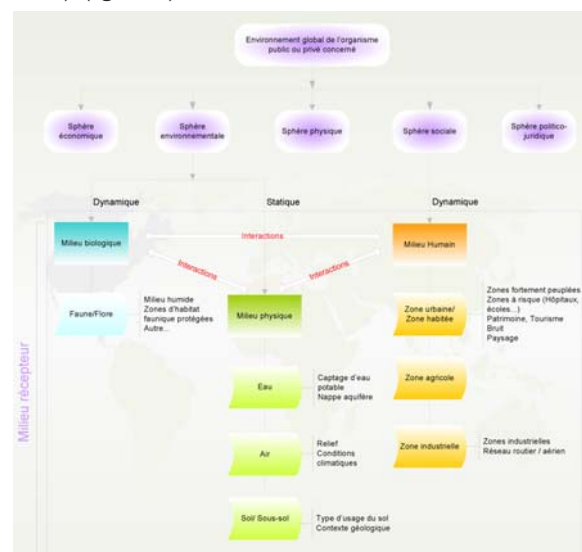 Environnement global de l'organisme
public ou privé concerné
Sphère
économique
Sphère
environnementale
Sphère physique
Sphère sociale
Sphère politico-
juridique
Dynamique
Statique
Dynamique
Milieu récepteur
Milieu biologique
Interactions
Milieu Humain
Interactions
Interactions
Faune/Flore
Milieu humide
Zones d'habitat
faunique protégées
Autre...
Milieu physique
Zone urbaine/
Zone habitée
Zones fortement peuplées
Zones à risque (Hôpitaux,
écoles...)
Patrimoine, Tourisme
Bruit
Paysage
Eau
Captage d'eau
potable
Nappe aquifère
Zone agricole
Air
Relief
Conditions
climatiques
Zone industrielle
Zones industrielles
Réseau routier / aérien
Sol/ Sous-sol
Type d'usage du sol
Contexte géologique